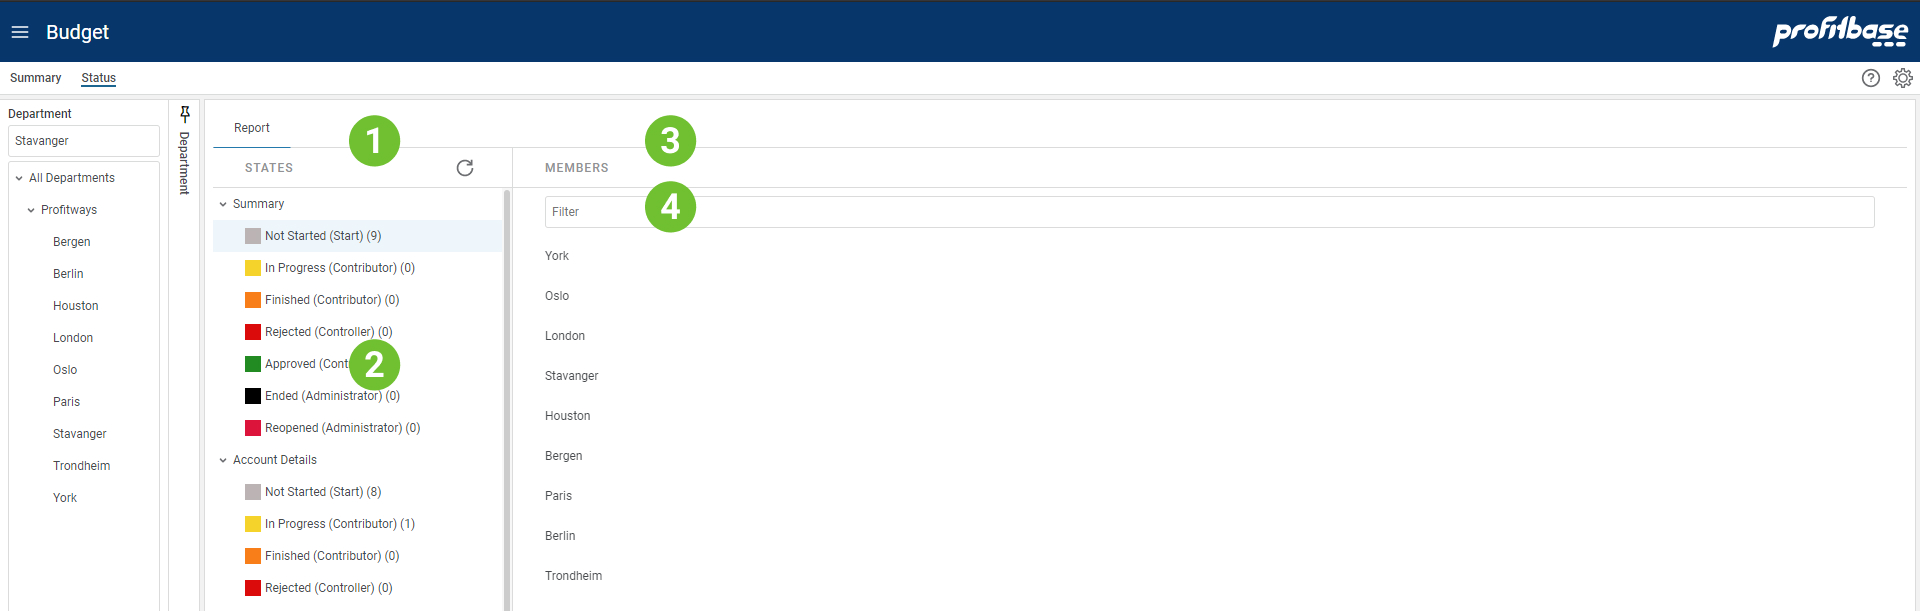 Budget
profitbase
Summary Status
Department
Stavanger
All Departments
Profitways
Bergen
Berlin
Houston
London
Oslo
Paris
Stavanger
Trondheim
York
Department
Report
1
3
STATES
MEMBERS
Summary
Not Started (Start) (9)
In Progress (Contributor) (0)
Finished (Contributor) (0)
Rejected (Controller) (0)
Approved
2
Ended (Administrator) (0)
Reopened (Administrator) (0)
Account Details
Not Started (Start) (8)
In Progress (Contributor) (1)
Finished (Contributor) (0)
Rejected (Controller) (0)
Filter
4
York
Oslo
London
Stavanger
Houston
Bergen
Paris
Berlin
Trondheim